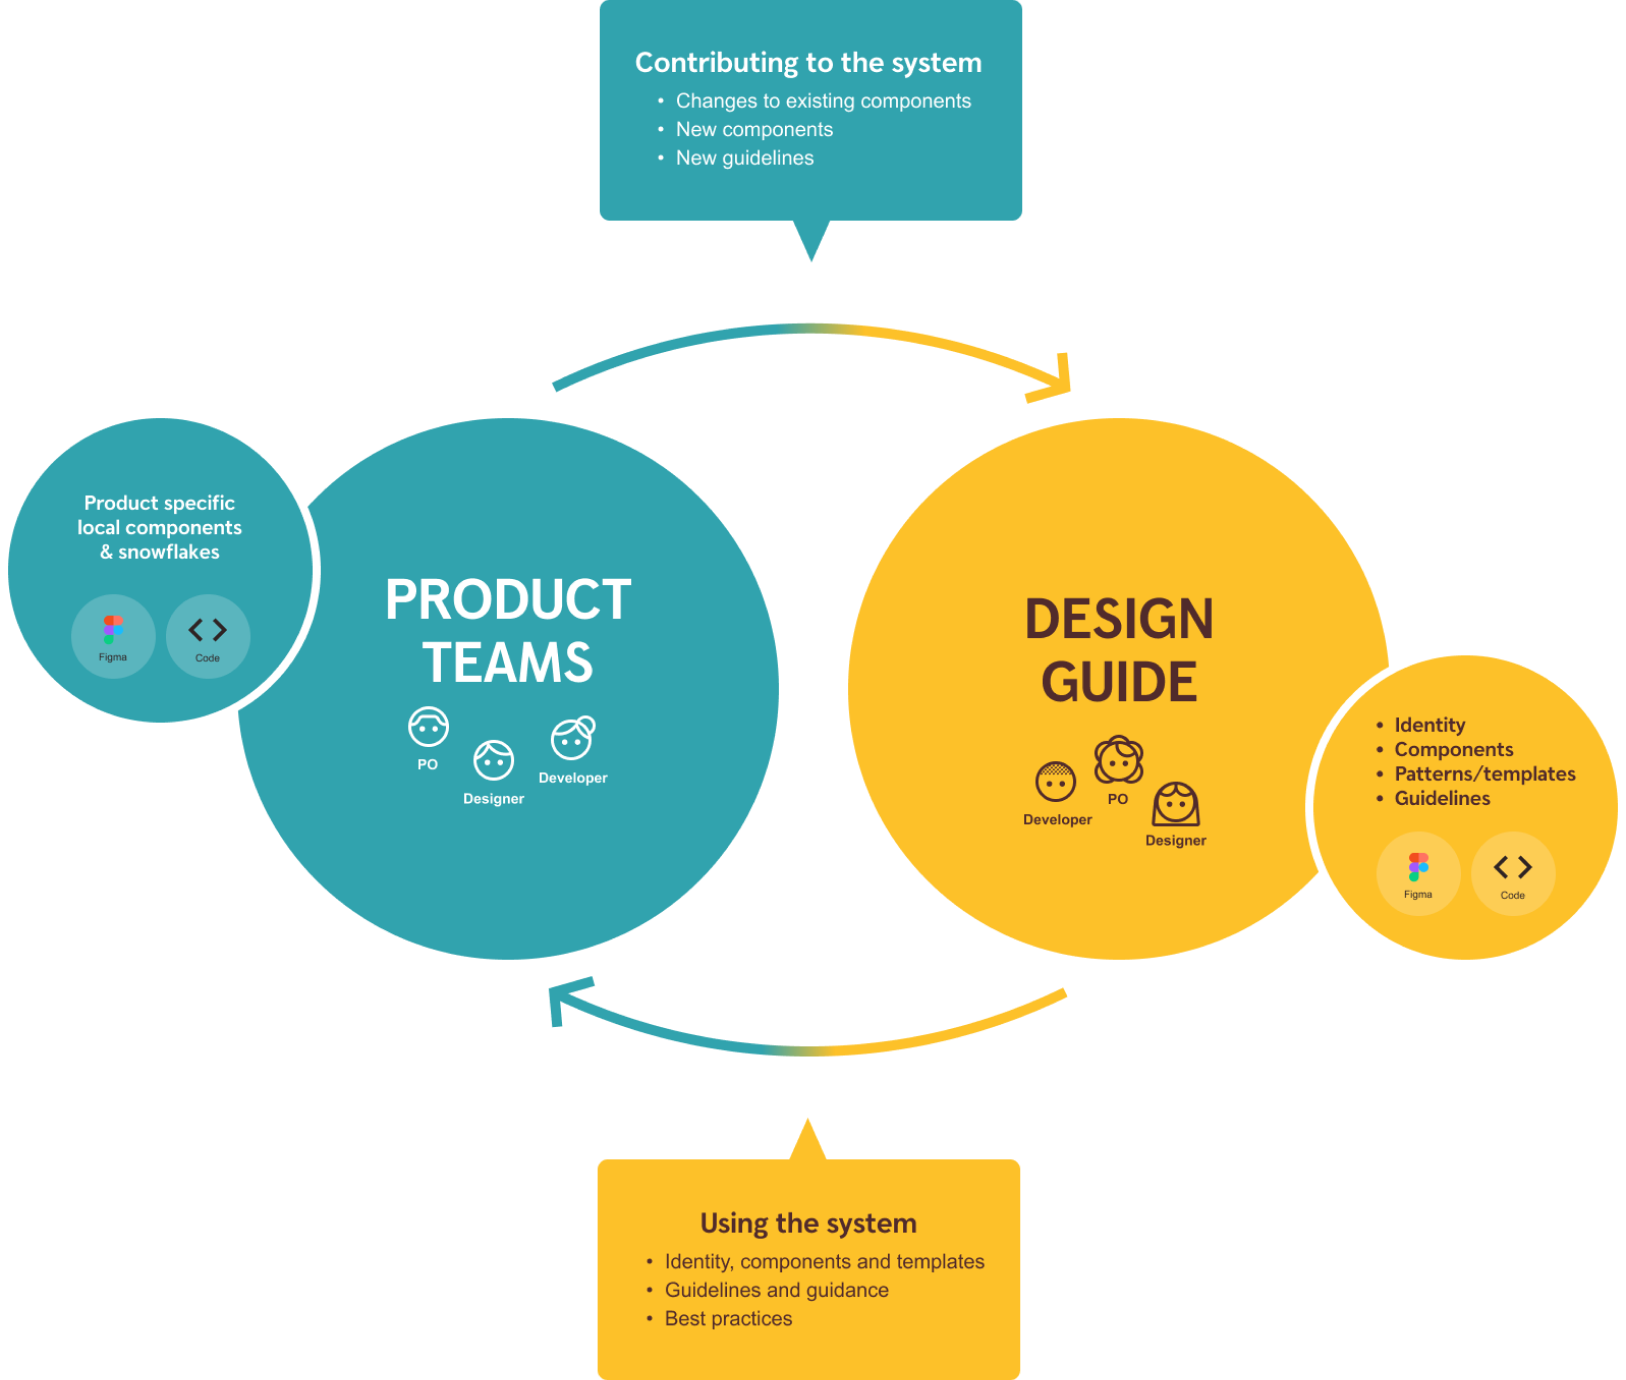 Contributing to the system
• Changes to existing components
• New components
• New guidelines
Product specific
local components
& snowflakes
Figma
Code
PRODUCT
TEAMS
PO
Designer
Developer
DESIGN
GUIDE
Developer
PO
Designer
• Identity
• Components
• Patterns/templates
• Guidelines
Figma
Code
Using the system
• Identity, components and templates
• Guidelines and guidance
• Best practices